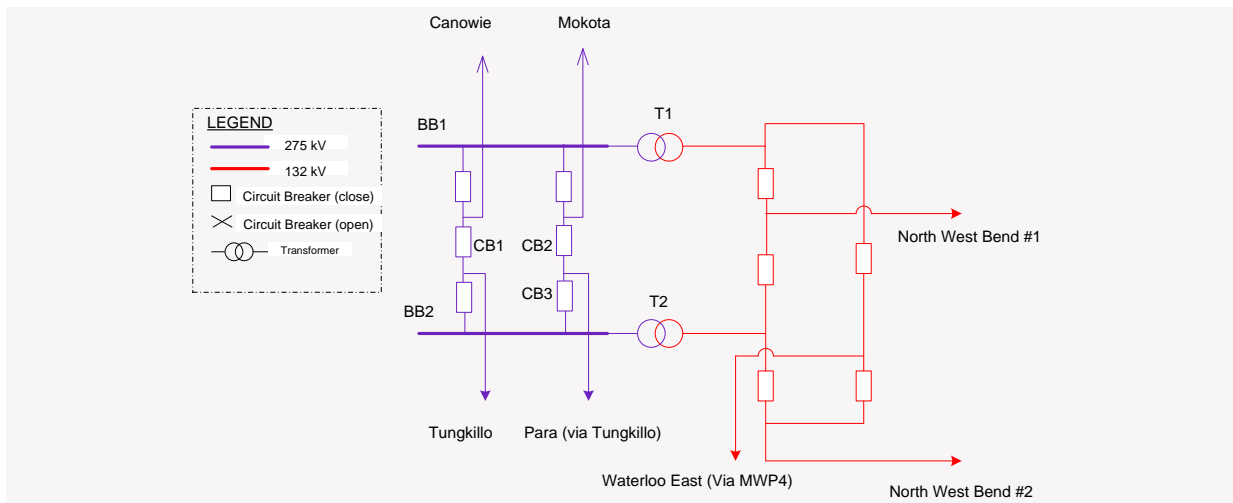 Canowie
Mokota
LEGEND
275 kV
132 kV
Circuit Breaker (close)
Circuit Breaker (open)
Transformer
BB1
T1
CB1
CB2
North West Bend #1
CB3
BB2
T2
Tungkillo
Para (via Tungkillo)
Waterloo East (Via MWP4)
North West Bend #2